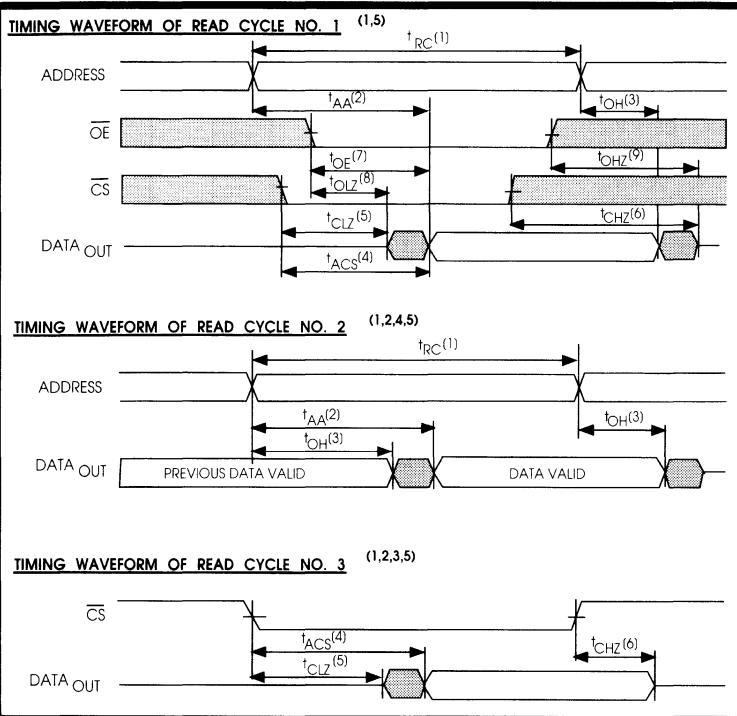 TIMING WAVEFORM OF READ CYCLE NO. 1 (1,5)
tRC(1)
ADDRESS
tAA(2)
tOH(3)
OE
tOE(7)
tOHZ(9)
tOLZ(8)
CS
tCLZ(5)
tCHZ(6)
DATA OUT
tACS(4)
TIMING WAVEFORM OF READ CYCLE NO. 2 (1,2,4,5)
tRC(1)
ADDRESS
tAA(2)
tOH(3)
tOH(3)
DATA OUT
PREVIOUS DATA VALID
DATA VALID
TIMING WAVEFORM OF READ CYCLE NO. 3 (1,2,3,5)
CS
tACS(4)
tCHZ(6)
tCLZ(5)
DATA OUT